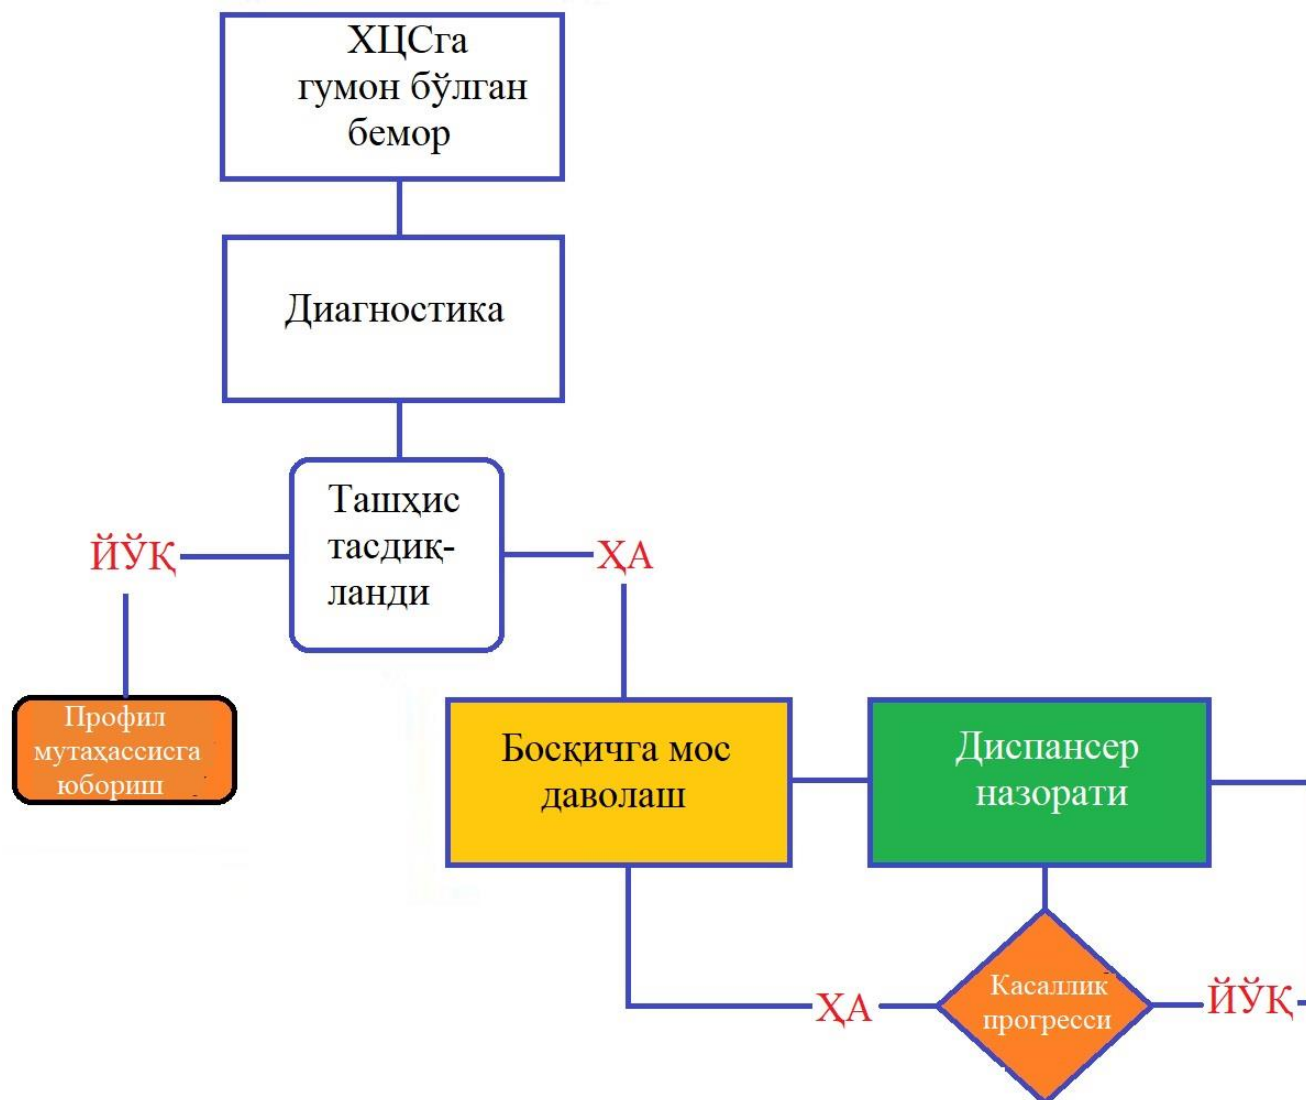 ХЦСга
гумон бўлган
бемор
Диагностика
Ташҳис
тасдиқ-
ланди
ЙЎҚ
ҲА
Профил
мутаҳассисга
юбориш
Босқичга мос
даволаш
Диспансер
назорати
Касаллик
прогресси
ҲА
ЙЎҚ